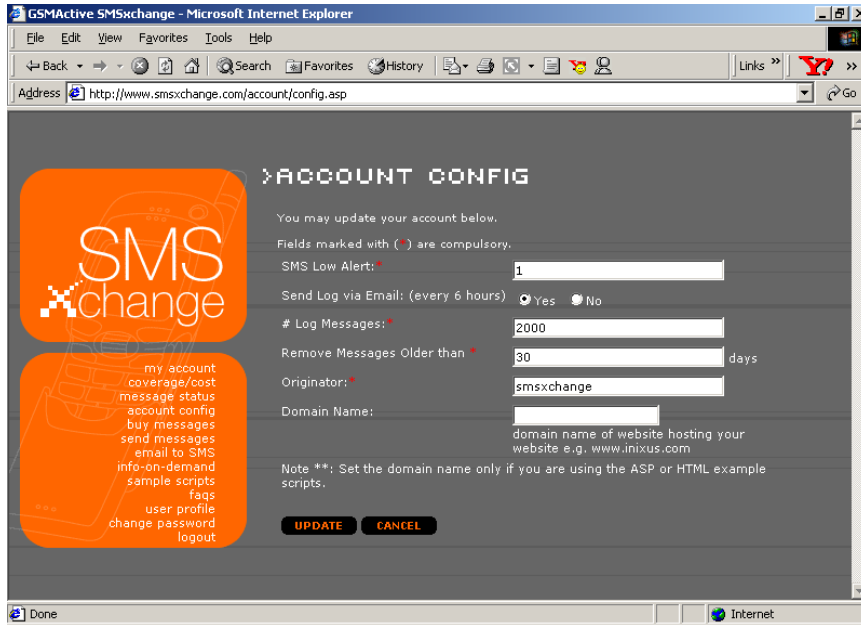 GSMActive SMSxchange - Microsoft Internet Explorer
File Edit View Favorites Tools Help
Back Search Favorites History Links »
Address http://www.smsxchange.com/account/config.asp Go
>ACCOUNT CONFIG
SMS
Xchange
You may update your account below.
Fields marked with (*) are compulsory.
SMS Low Alert:* 1
Send Log via Email: (every 6 hours) Yes No
# Log Messages:* 2000
Remove Messages Older than * 30 days
Originator:* smsxchange
Domain Name:
domain name of website hosting your
website e.g. www.inixus.com
Note **: Set the domain name only if you are using the ASP or HTML example
scripts.
UPDATE CANCEL
my account
coverage/cost
message status
account config
buy messages
send messages
email to SMS
info-on-demand
sample scripts
faqs
user profile
change password
logout
Done Internet